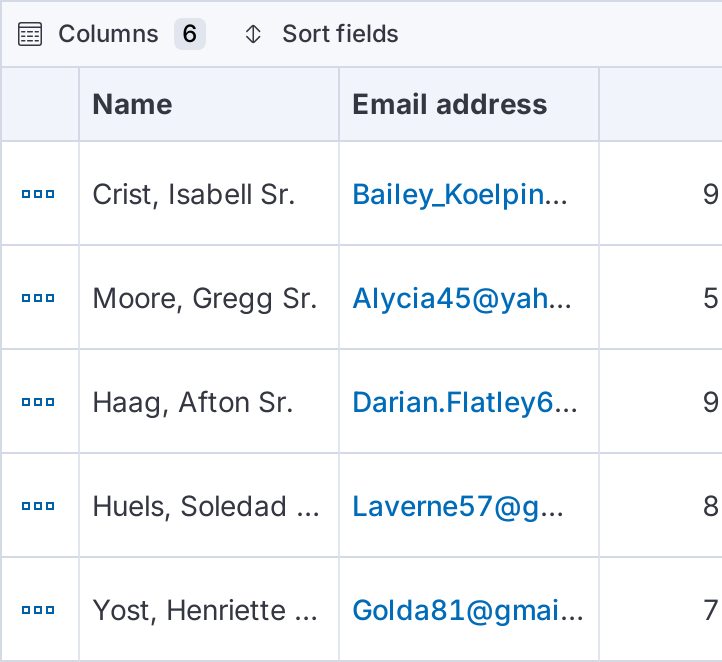 Columns 6 Sort fields
Name Email address
Crist, Isabell Sr. Bailey_Koelpin... 9
Moore, Gregg Sr. Alycia45@yah... 5
Haag, Afton Sr. Darian.Flatley6... 9
Huels, Soledad ... Laverne57@g... 8
Yost, Henriette ... Golda81@gmai... 7